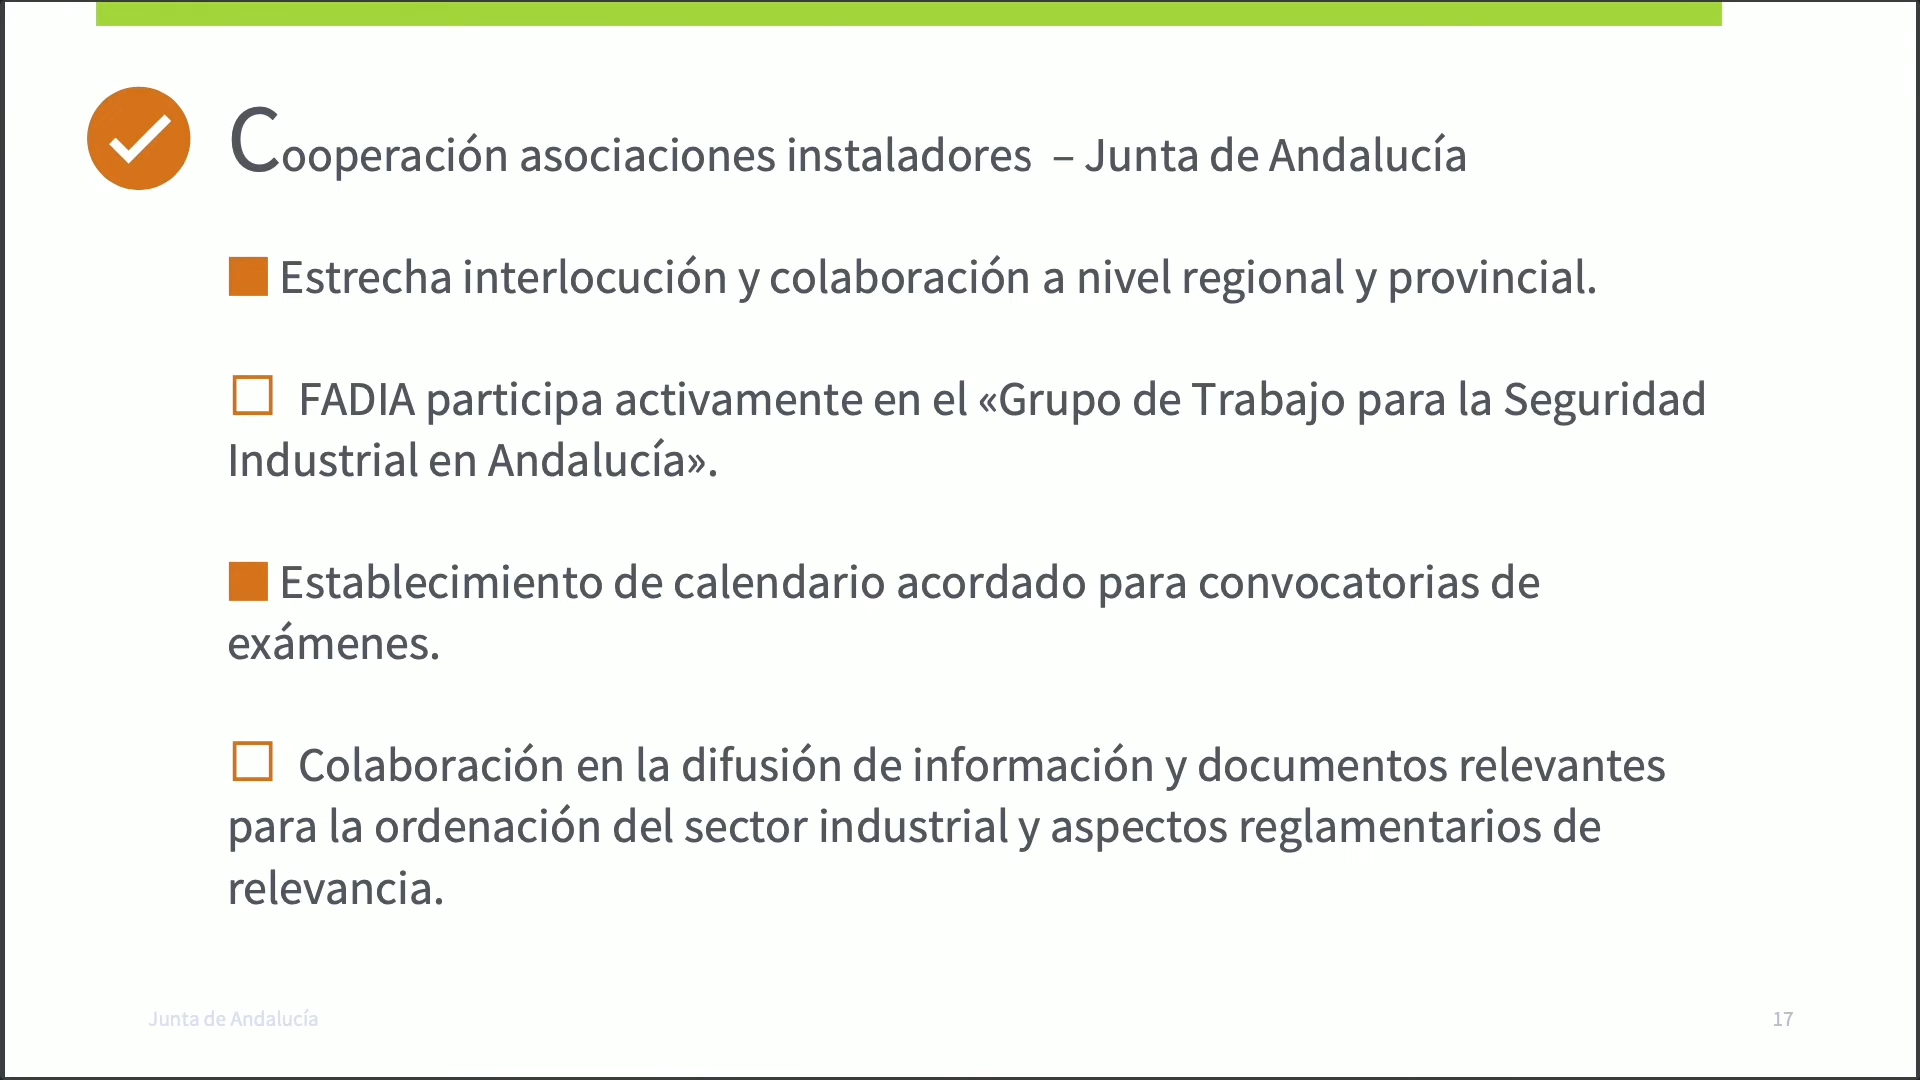 Cooperación asociaciones instaladores – Junta de Andalucía
Estrecha interlocución y colaboración a nivel regional y provincial.
FADIA participa activamente en el «Grupo de Trabajo para la Seguridad
Industrial en Andalucía».
Establecimiento de calendario acordado para convocatorias de
exámenes.
Colaboración en la difusión de información y documentos relevantes
para la ordenación del sector industrial y aspectos reglamentarios de
relevancia.
Junta de Andalucía
17